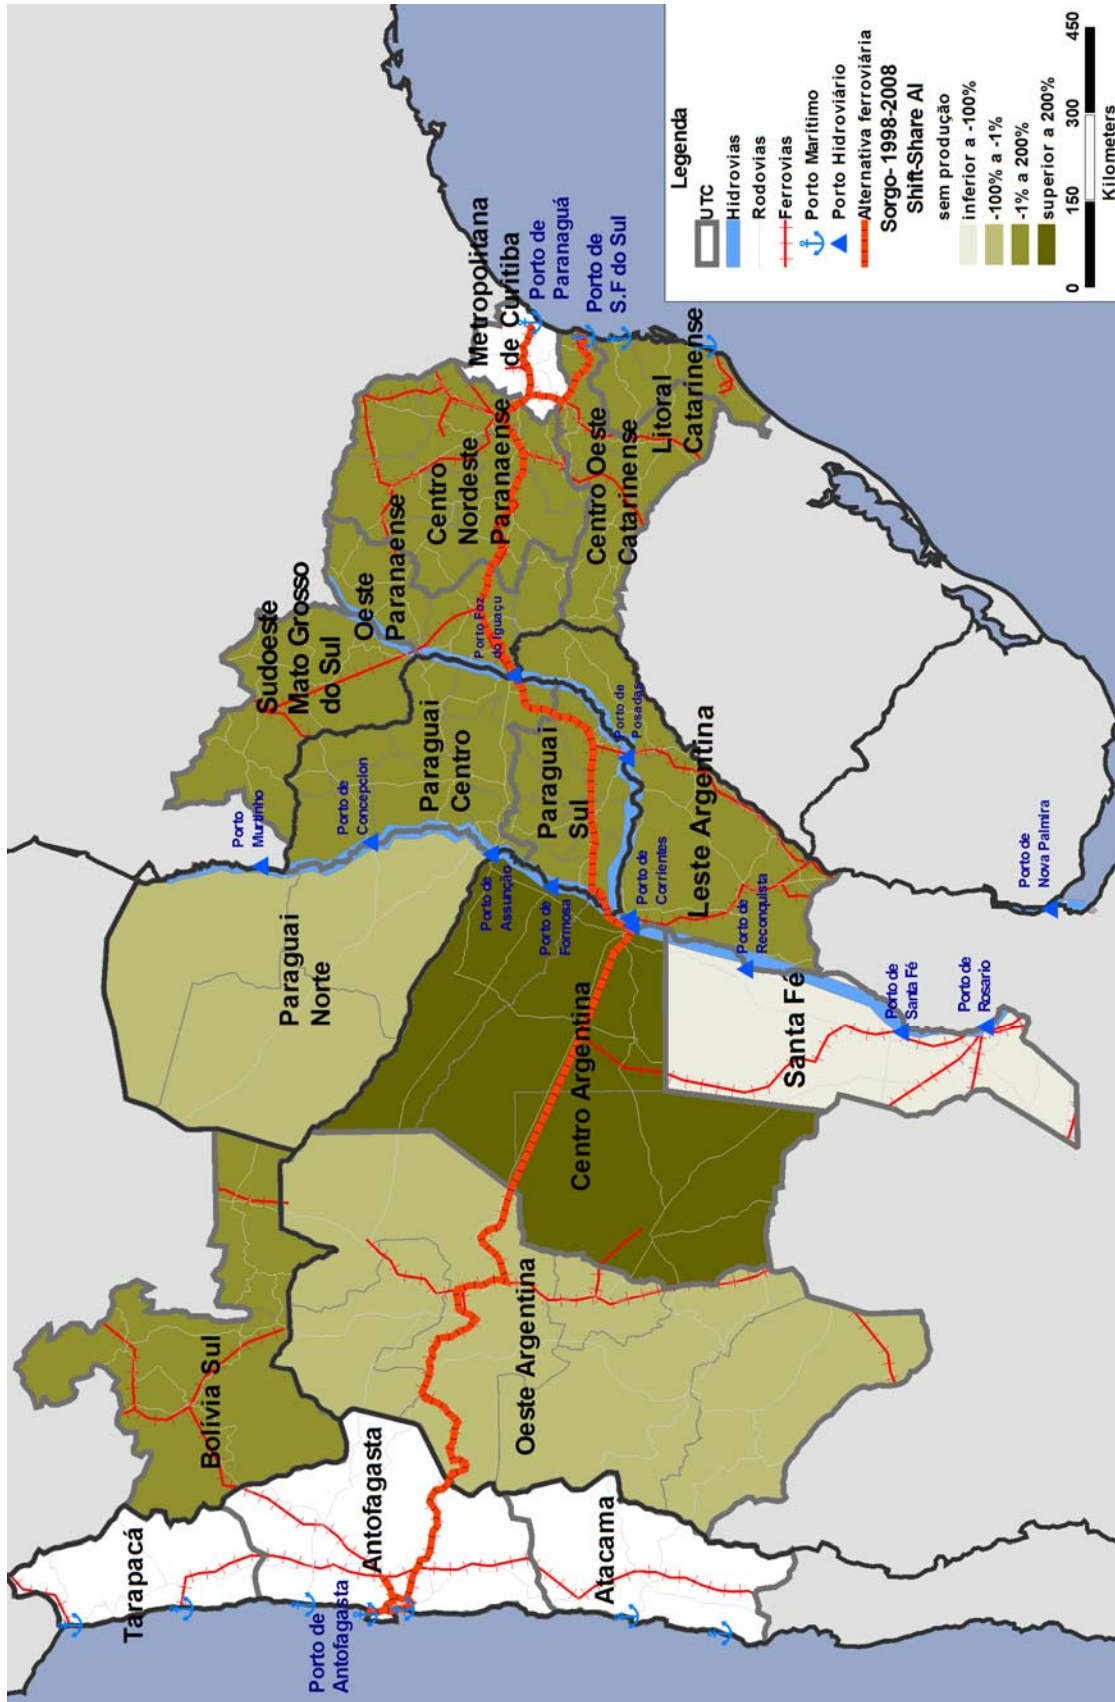 Tarapacá
Porto de
Antofagasta
Antofagasta
Atacama
Bolívia Sul
Oeste Argentina
Paraguai
Norte
Centro Argentina
Santa Fé
Porto
Murtinho
Porto de
Concepcion
Porto de
Assunção
Porto de
Formosa
Porto de
Corrientes
Porto de
Reconquista
Porto de
Santa Fé
Porto de
Rosario
Porto de
Nova Palmira
Sudoeste
Mato Grosso
do Sul
Paraguai
Centro
Paraguai
Sul
Leste Argentina
Porto de
Posadas
Porto Foz
do Iguaçu
Oeste
Paranaense
Centro
Nordeste
Paranaense
Centro Oeste
Catarinense
Litoral
Catarinense
Metropolitana
de Curitiba
Porto de
Paranaguá
Porto de
S.F do Sul
Legenda
UTC
Hidrovias
Rodovias
Ferrovias
Porto Marítimo
Porto Hidroviário
Alternativa ferroviária
Sorgo- 1998-2008
Shift-Share Al
sem produção
inferior a -100%
-100% a -1%
-1% a 200%
superior a 200%
0 150 300 450
Kilometers